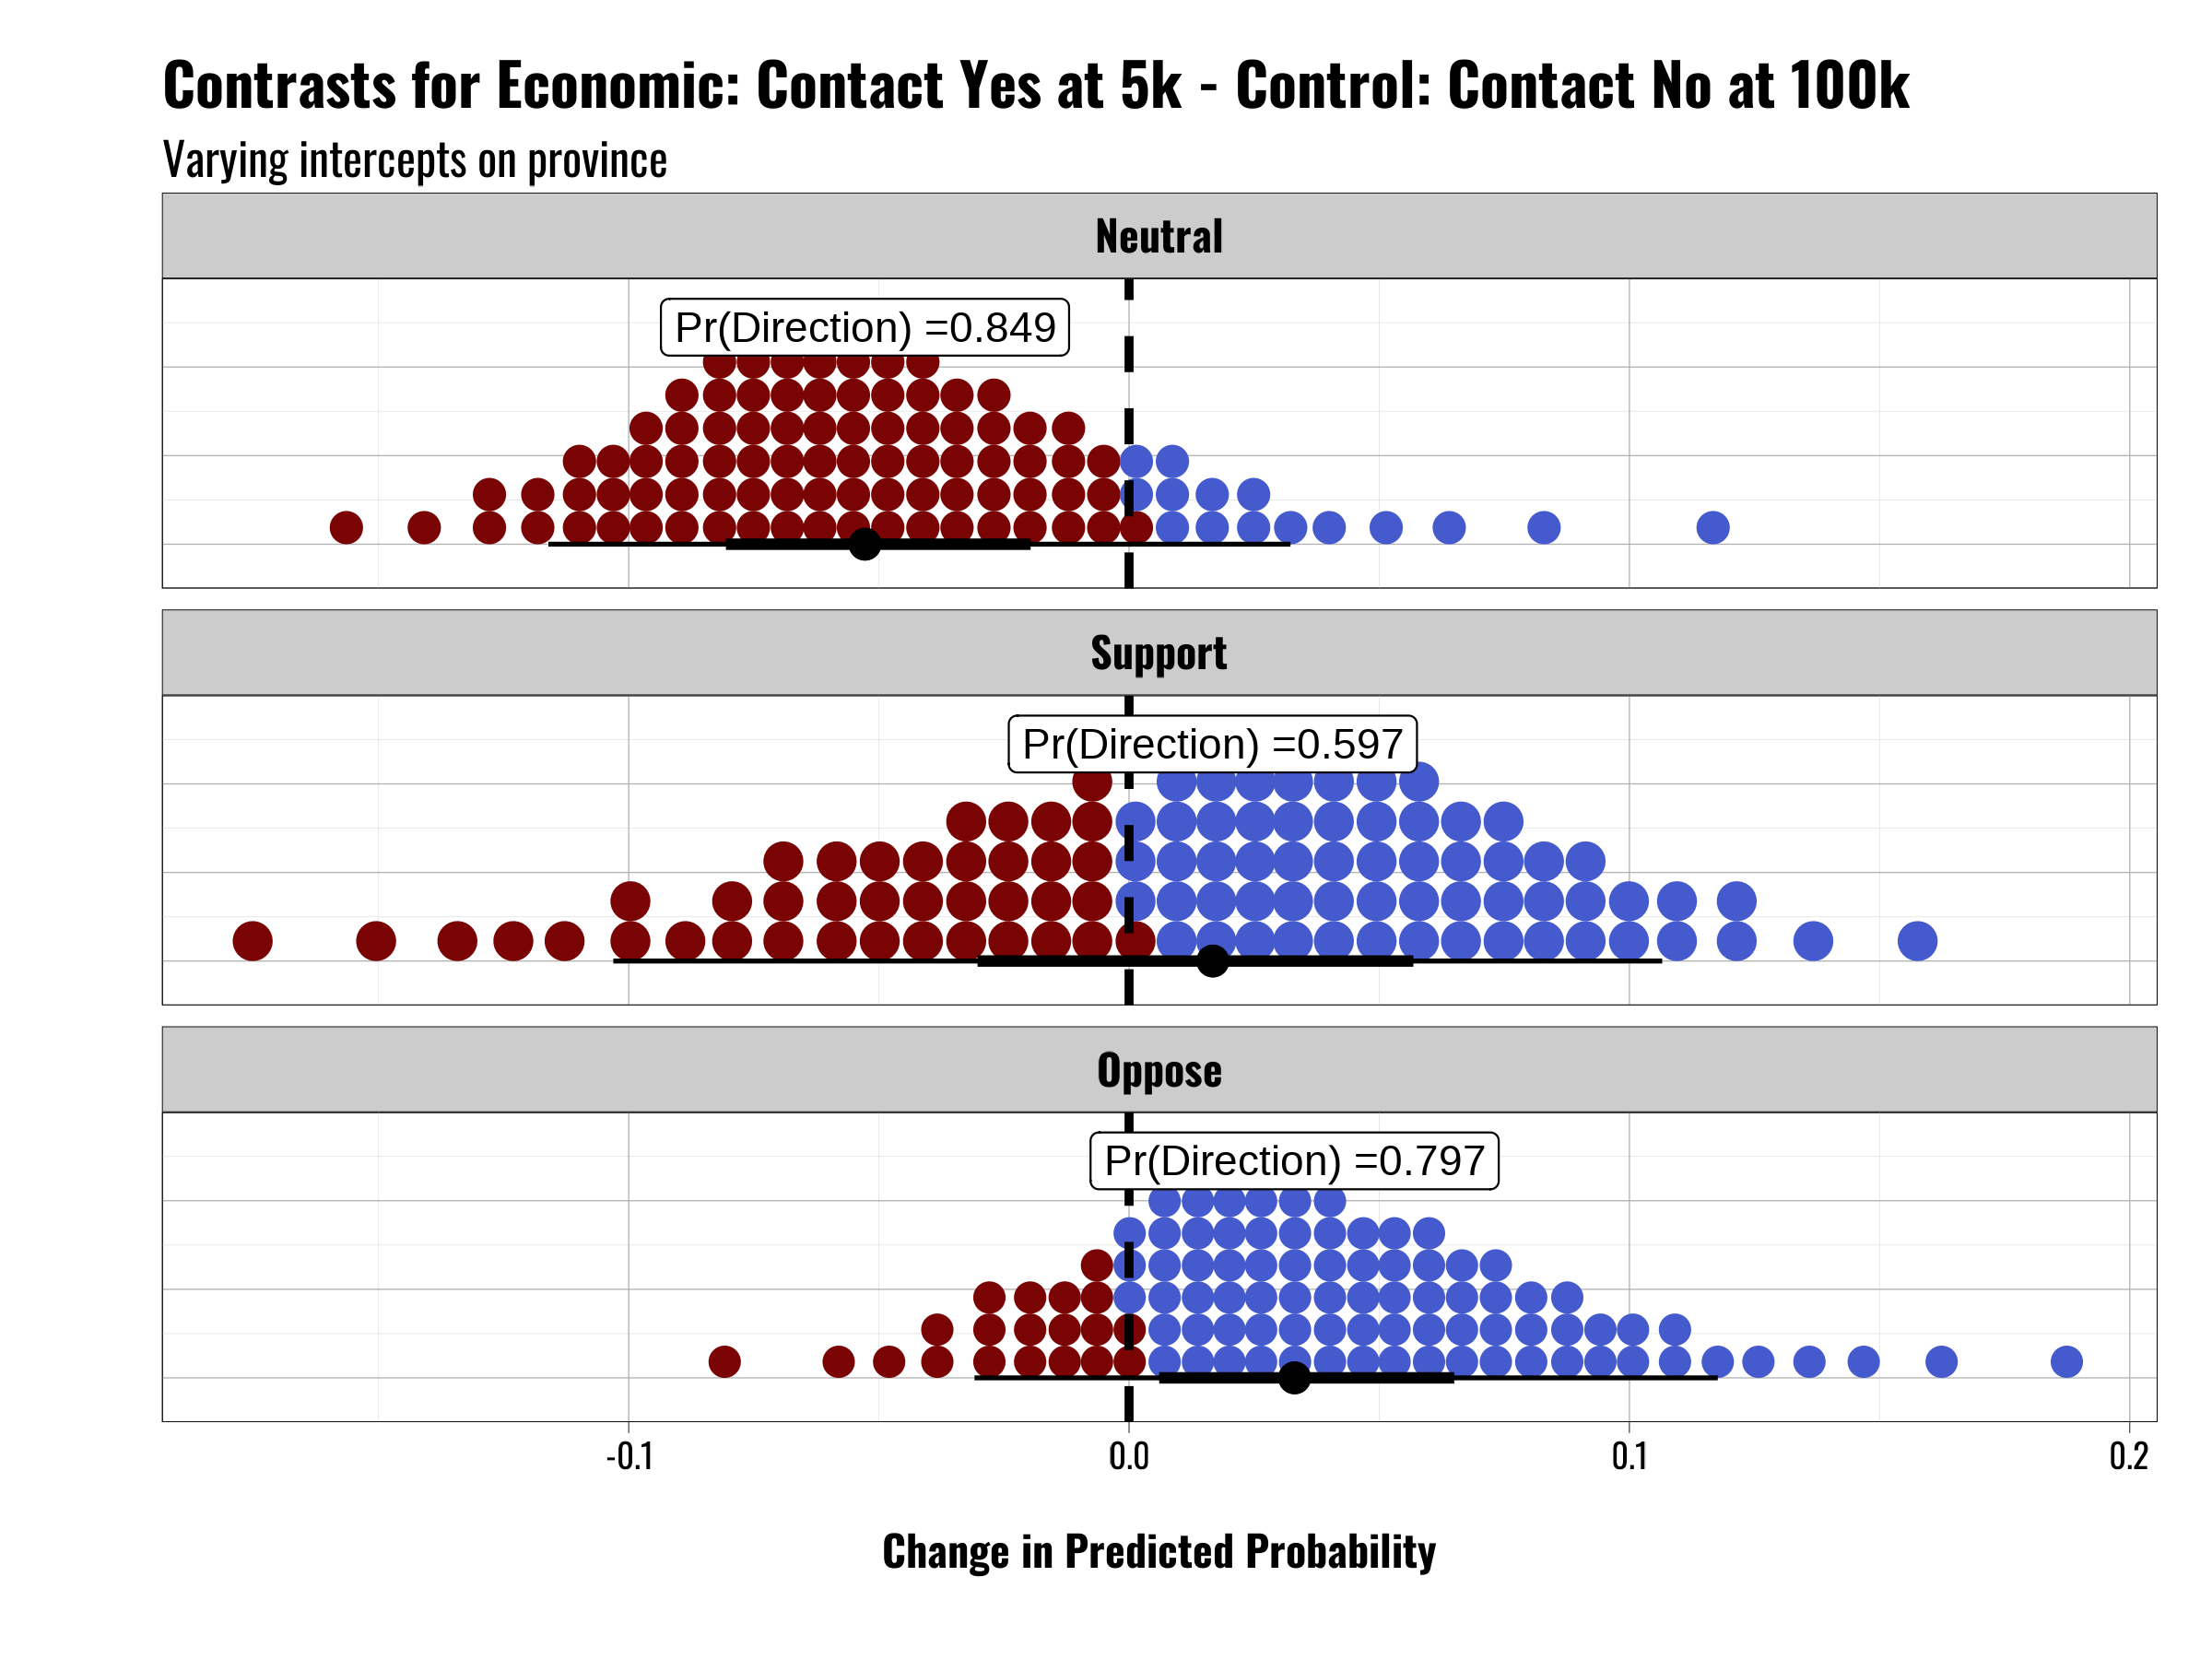 Contrasts for Economic: Contact Yes at 5k - Control: Contact No at 100k
Varying intercepts on province
Neutral
Pr(Direction) =0.849
Support
Pr(Direction) =0.597
Oppose
Pr(Direction) =0.797
-0.1 0.0 0.1 0.2
Change in Predicted Probability